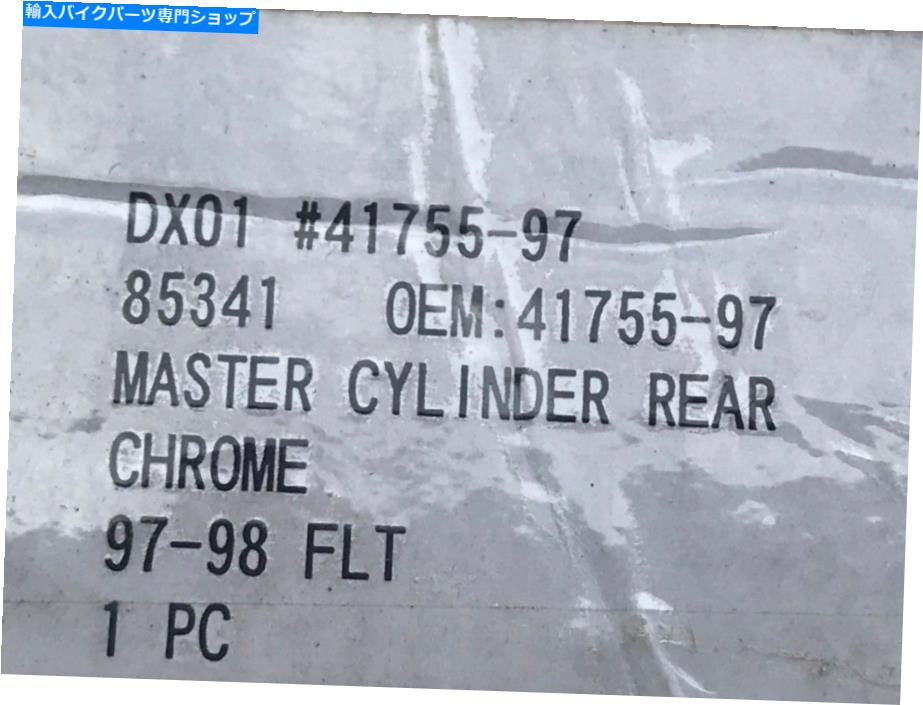 輸入バイクパーツ専門ショップ
DX01 #41755-97
85341 OEM:41755-97
MASTER CYLINDER REAR
CHROME
97-98 FLT
1 PC